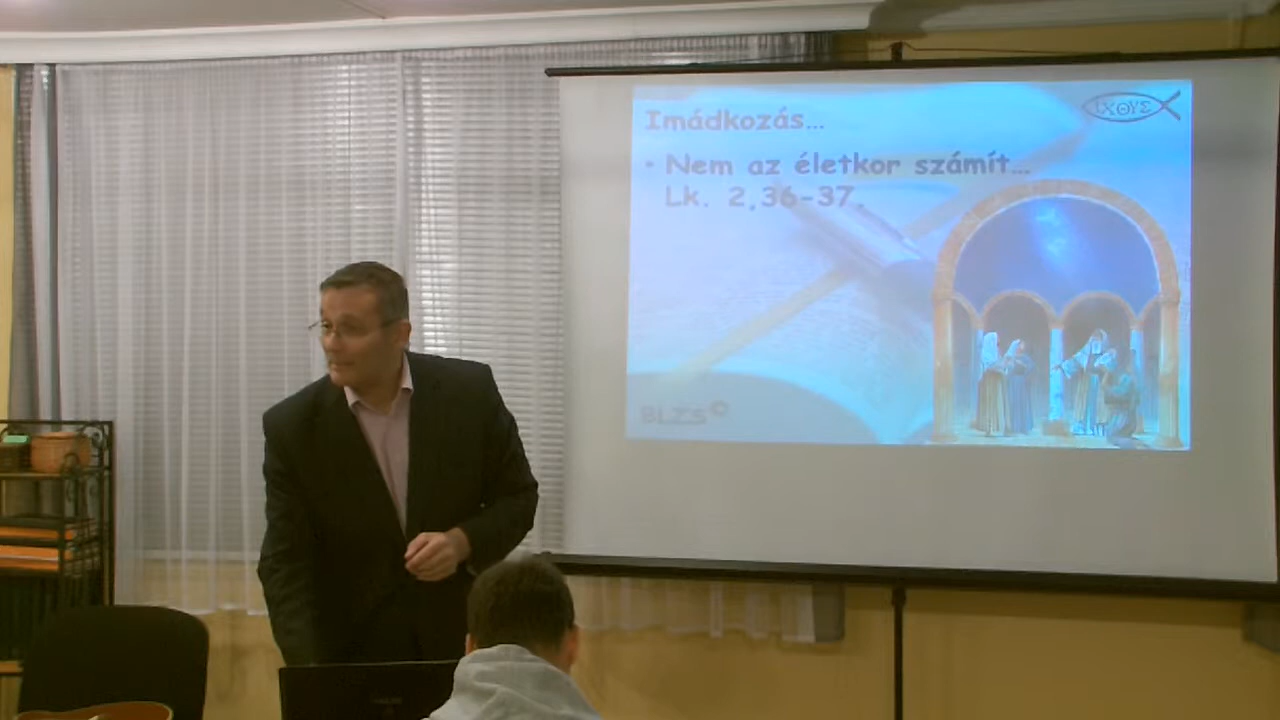 Imádkozás...
ΙΧΘΥΣ
• Nem az életkor számít...
Lk. 2,36-37.
BLZS